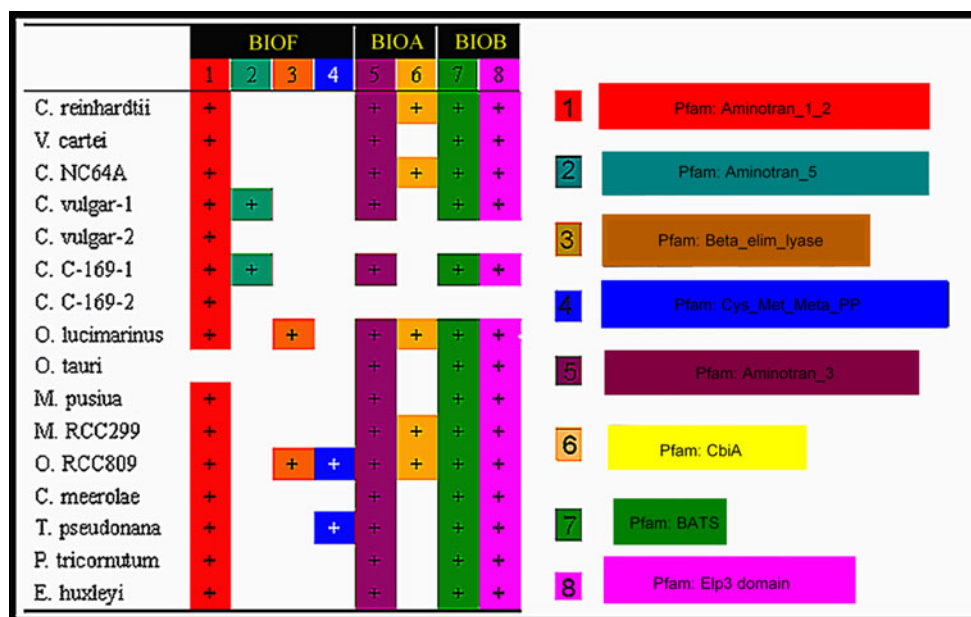 BIOF BIOA BIOB
1 2 3 4 5 6 7 8
C. reinhardtii + + + + +
V. cartei + + + +
C. NC64A + + + + +
C. vulgar-1 + + + + +
C. vulgar-2 +
C. C-169-1 + + + + +
C. C-169-2 +
O. lucimarinus + + + + + +
O. tauri + + +
M. pusiua + + + +
M. RCC299 + + + + +
O. RCC809 + + + + + + +
C. meerolae + + + +
T. pseudonana + + + + +
P. tricornutum + + + +
E. huxleyi + + + +
1 Pfam: Aminotran_1_2
2 Pfam: Aminotran_5
3 Pfam: Beta_elim_lyase
4 Pfam: Cys_Met_Meta_PP
5 Pfam: Aminotran_3
6 Pfam: CbiA
7 Pfam: BATS
8 Pfam: Elp3 domain